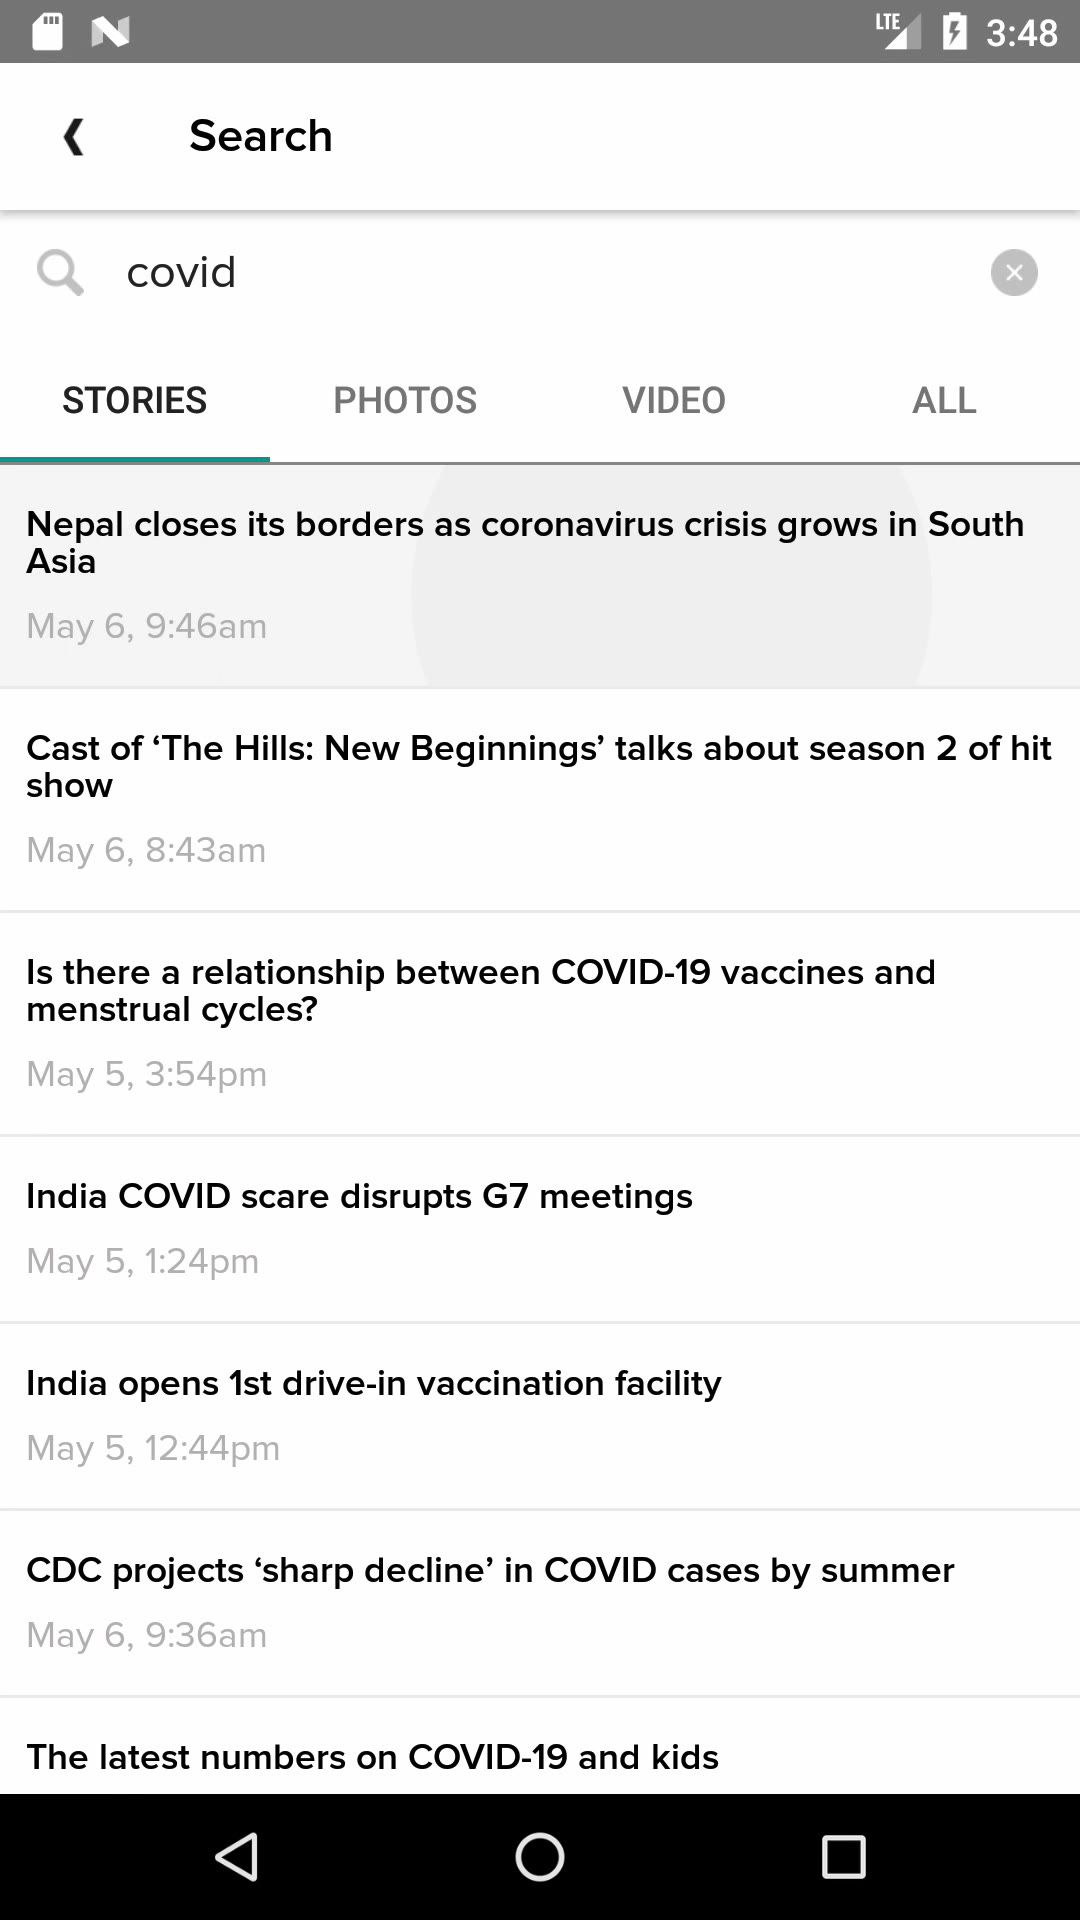 LTE 3:48
Search
covid
STORIES PHOTOS VIDEO ALL
Nepal closes its borders as coronavirus crisis grows in South
Asia
May 6, 9:46am
Cast of ‘The Hills: New Beginnings’ talks about season 2 of hit
show
May 6, 8:43am
Is there a relationship between COVID-19 vaccines and
menstrual cycles?
May 5, 3:54pm
India COVID scare disrupts G7 meetings
May 5, 1:24pm
India opens 1st drive-in vaccination facility
May 5, 12:44pm
CDC projects ‘sharp decline’ in COVID cases by summer
May 6, 9:36am
The latest numbers on COVID-19 and kids